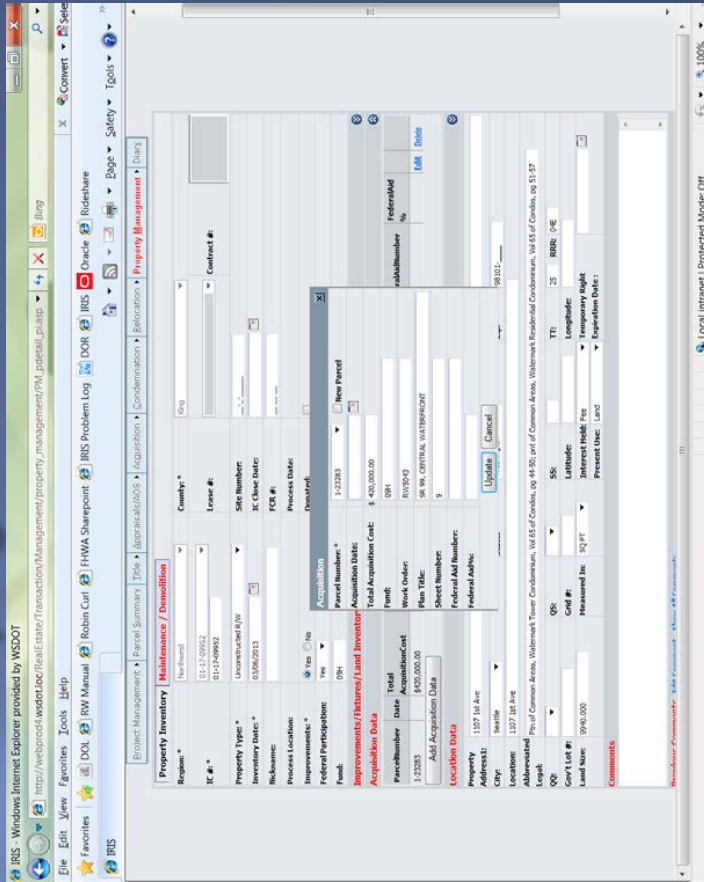 IRIS - Windows Internet Explorer provided by WSDOT
http://webprod4.wsdot.loc/RealEstate/Transaction/Management/property_management/PM_pdetail_pi.asp
Bing
File Edit View Favorites Tools Help
Convert
Favorites DOL RW Manual Robin Curl FHWA Sharepoint IRIS Problem Log DOR IRIS Oracle IRIS Rideshare
IRIS
Page Safety Tools
Project Management Parcel Summary Title Appraisals/AOS Acquisition Condemnation Relocation Property Management Diary
Property Inventory Maintenance / Demolition
Region: * Northwest County: * King
IC #: * 01-17-09952 Lease #: Contract #:
01-17-09952
Property Type: * Unconstructed R/W Site Number:
Inventory Date: * 03/06/2013 IC Close Date:
Nickname: FCR #:
Process Location: Process Date:
Improvements: * Yes No Donated:
Federal Participation: Yes
Fund: 09H
Improvements/Fixtures/Land Inventor
Acquisition Data
ParcelNumber Date Total AcquisitionCost FederalAid %
1-23283 $420,000.00 Edit Delete
Add Acquisition Data
Acquisition
Parcel Number: * 1-23283 New Parcel
Acquisition Date:
Total Acquisition Cost: $ 420,000.00
Fund: 09H
Work Order: RW5043
Plan Title: SR 99, CENTRAL WATERFRONT
Sheet Number: 9
Federal Aid Number:
Federal Aid%:
Update Cancel
Location Data
Property Address1: 1107 1st Ave
City: Seattle 98101-
Location: 1107 1st Ave
Abbreviated Legal: Ptn of Common Areas, Watermark Tower Condominium, Vol 65 of Condos, pg 44-50; pnt of Common Areas, Watermark Residential Condominium, Vol 65 of Condos, pg 51-57
QQ: QS: SS: TT: 25 RRR: 04E
Gov't Lot #: Grid #: Latitude: Longitude:
Land Size: 9940.000 Measured In: SQ FT Interest Held: Fee Temporary Right
Present Use: Land Expiration Date :
Comments
Local intranet | Protected Mode: Off 100%